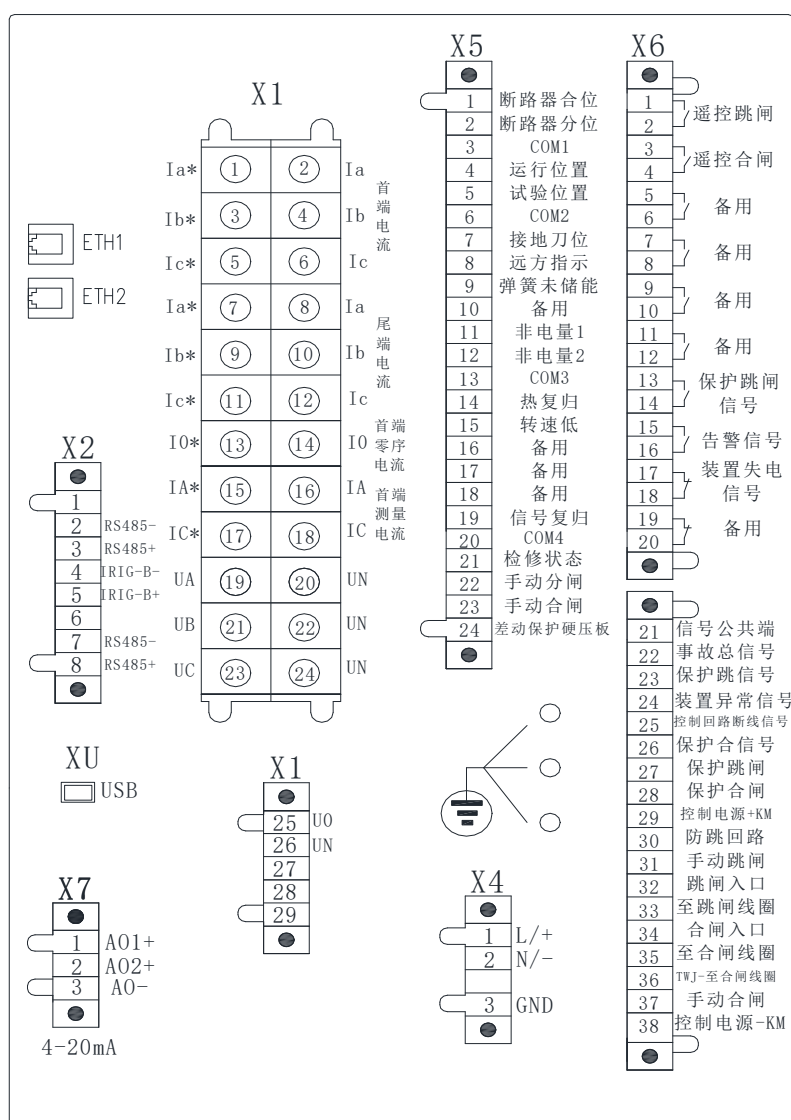 X1
Ia* 1 2 Ia
Ib* 3 4 Ib
Ic* 5 6 Ic
首端电流
Ia* 7 8 Ia
Ib* 9 10 Ib
Ic* 11 12 Ic
尾端电流
I0* 13 14 I0
首端
零序
电流
IA* 15 16 IA
IC* 17 18 IC
首端
测量
电流
UA 19 20 UN
UB 21 22 UN
UC 23 24 UN
ETH1
ETH2
X2
1
2 RS485-
3 RS485+
4 IRIG-B-
5 IRIG-B+
6
7 RS485-
8 RS485+
XU
USB
X1
25 U0
26 UN
27
28
29
X7
1 AO1+
2 AO2+
3 AO-
4-20mA
X4
1 L/+
2 N/-
3 GND
X5
1 断路器合位
2 断路器分位
3 COM1
4 运行位置
5 试验位置
6 COM2
7 接地刀位
8 远方指示
9 弹簧未储能
10 备用
11 非电量1
12 非电量2
13 COM3
14 热复归
15 转速低
16 备用
17 备用
18 备用
19 信号复归
20 COM4
21 检修状态
22 手动分闸
23 手动合闸
24 差动保护硬压板
X6
1
2
遥控跳闸
3
4
遥控合闸
5
6
备用
7
8
备用
9
10
备用
11
12
备用
13
14
保护跳闸
信号
15
16
告警信号
17
18
装置失电
信号
19
20
备用
21 信号公共端
22 事故总信号
23 保护跳信号
24 装置异常信号
25 控制回路断线信号
26 保护合信号
27 保护跳闸
28 保护合闸
29 控制电源+KM
30 防跳回路
31 手动跳闸
32 跳闸入口
33 至跳闸线圈
34 合闸入口
35 至合闸线圈
36 TWJ-至合闸线圈
37 手动合闸
38 控制电源-KM